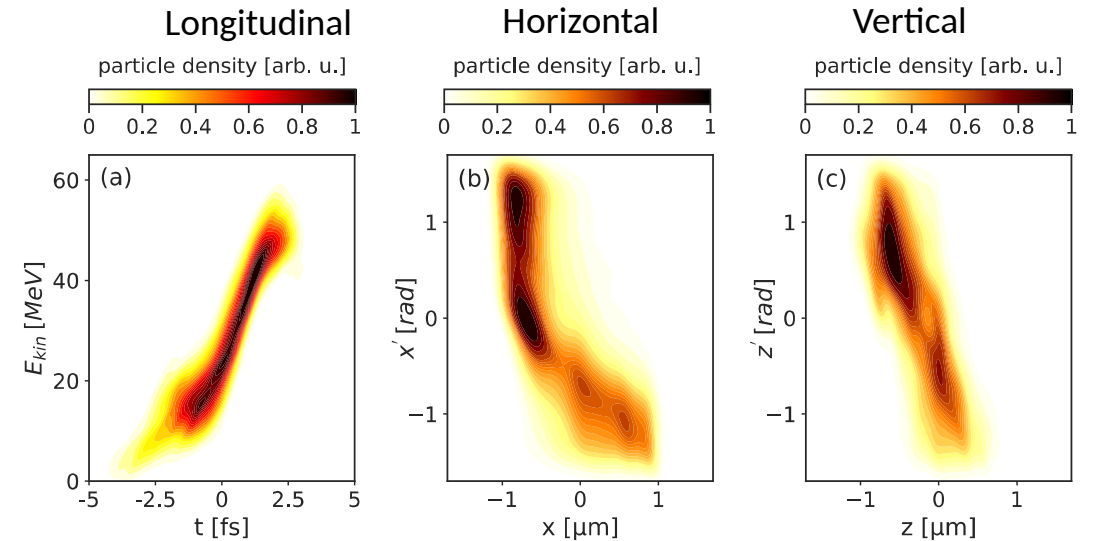 Longitudinal Horizontal Vertical
particle density [arb. u.] particle density [arb. u.] particle density [arb. u.]
0 0.2 0.4 0.6 0.8 1 0 0.2 0.4 0.6 0.8 1 0 0.2 0.4 0.6 0.8 1
(a) (b) (c)
60
40
20
0
E_kin [MeV]
-5 -2.5 0 2.5 5
t [fs]
1
0
−1
x′ [rad]
−1 0 1
x [μm]
1
0
−1
z′ [rad]
−1 0 1
z [μm]